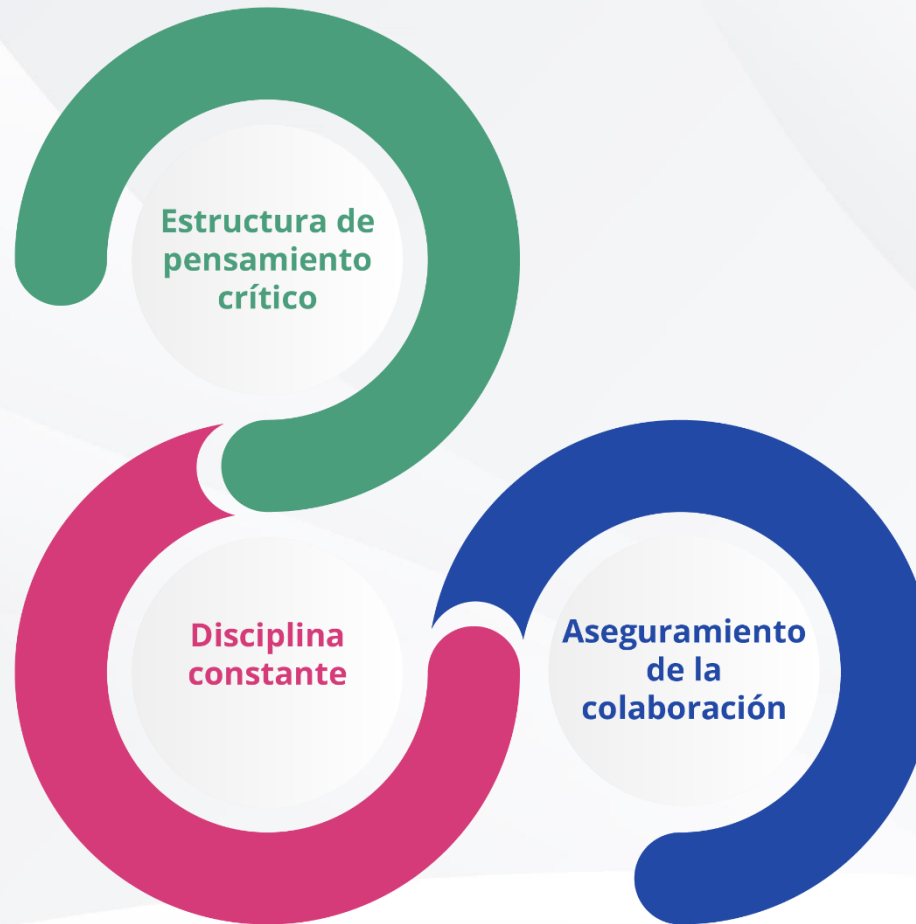 Estructura de
pensamiento
crítico
Disciplina
constante
Aseguramiento
de la
colaboración